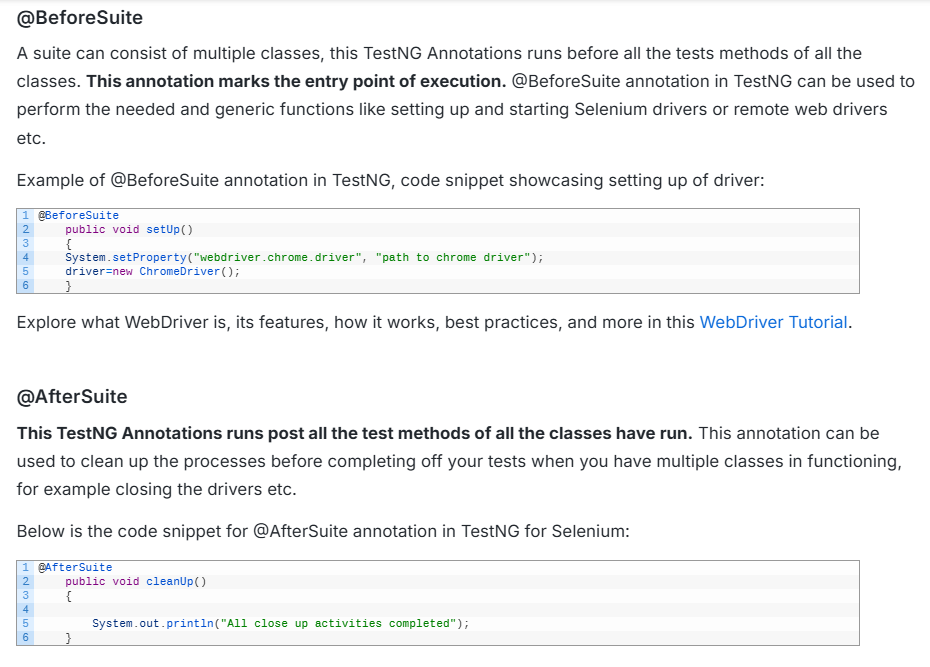 @BeforeSuite
A suite can consist of multiple classes, this TestNG Annotations runs before all the tests methods of all the
classes. This annotation marks the entry point of execution. @BeforeSuite annotation in TestNG can be used to
perform the needed and generic functions like setting up and starting Selenium drivers or remote web drivers
etc.
Example of @BeforeSuite annotation in TestNG, code snippet showcasing setting up of driver:
1 @BeforeSuite
2 public void setUp()
3 {
4 System.setProperty("webdriver.chrome.driver", "path to chrome driver");
5 driver=new ChromeDriver();
6 }
Explore what WebDriver is, its features, how it works, best practices, and more in this WebDriver Tutorial.
@AfterSuite
This TestNG Annotations runs post all the test methods of all the classes have run. This annotation can be
used to clean up the processes before completing off your tests when you have multiple classes in functioning,
for example closing the drivers etc.
Below is the code snippet for @AfterSuite annotation in TestNG for Selenium:
1 @AfterSuite
2 public void cleanUp()
3 {
4
5 System.out.println("All close up activities completed");
6 }